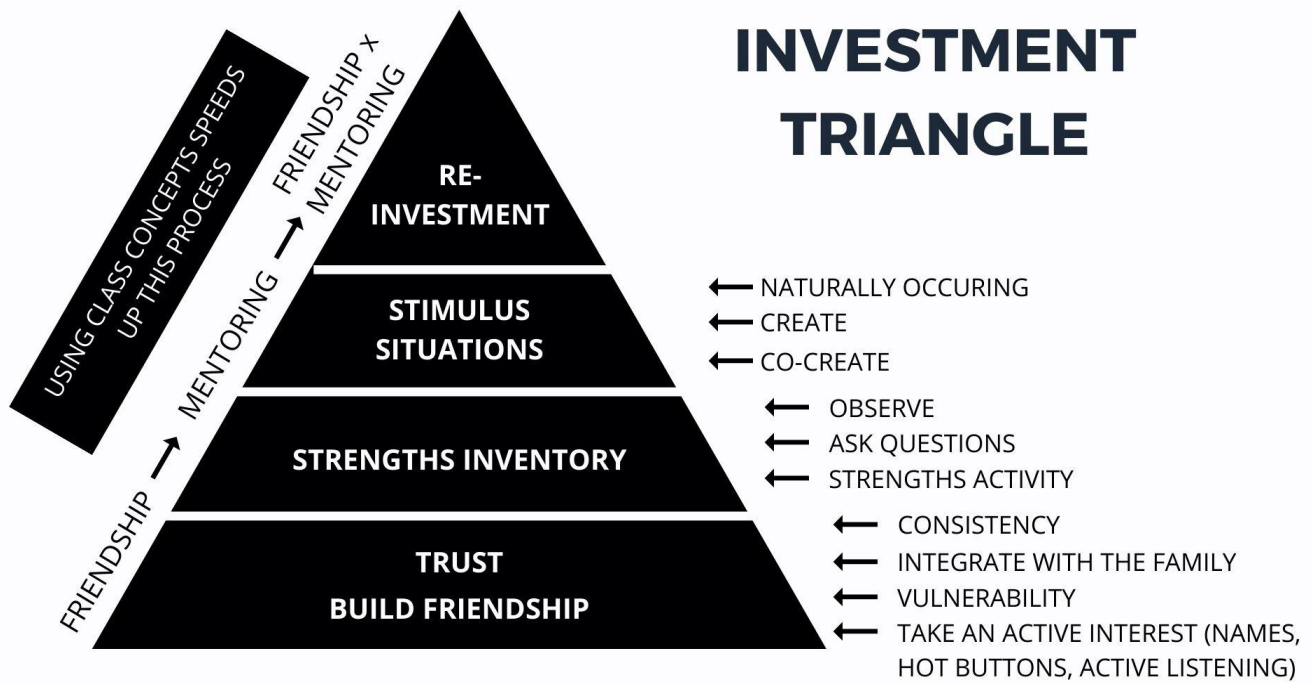 INVESTMENT
TRIANGLE
USING CLASS CONCEPTS SPEEDS
UP THIS PROCESS
FRIENDSHIP → MENTORING → FRIENDSHIP X
MENTORING
RE-
INVESTMENT
STIMULUS
SITUATIONS
← NATURALLY OCCURING
← CREATE
← CO-CREATE
STRENGTHS INVENTORY
← OBSERVE
← ASK QUESTIONS
← STRENGTHS ACTIVITY
TRUST
BUILD FRIENDSHIP
← CONSISTENCY
← INTEGRATE WITH THE FAMILY
← VULNERABILITY
← TAKE AN ACTIVE INTEREST (NAMES,
HOT BUTTONS, ACTIVE LISTENING)